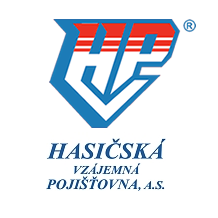 HP®
HASIČSKÁ
VZÁJEMNÁ
POJIŠŤOVNA, A.S.